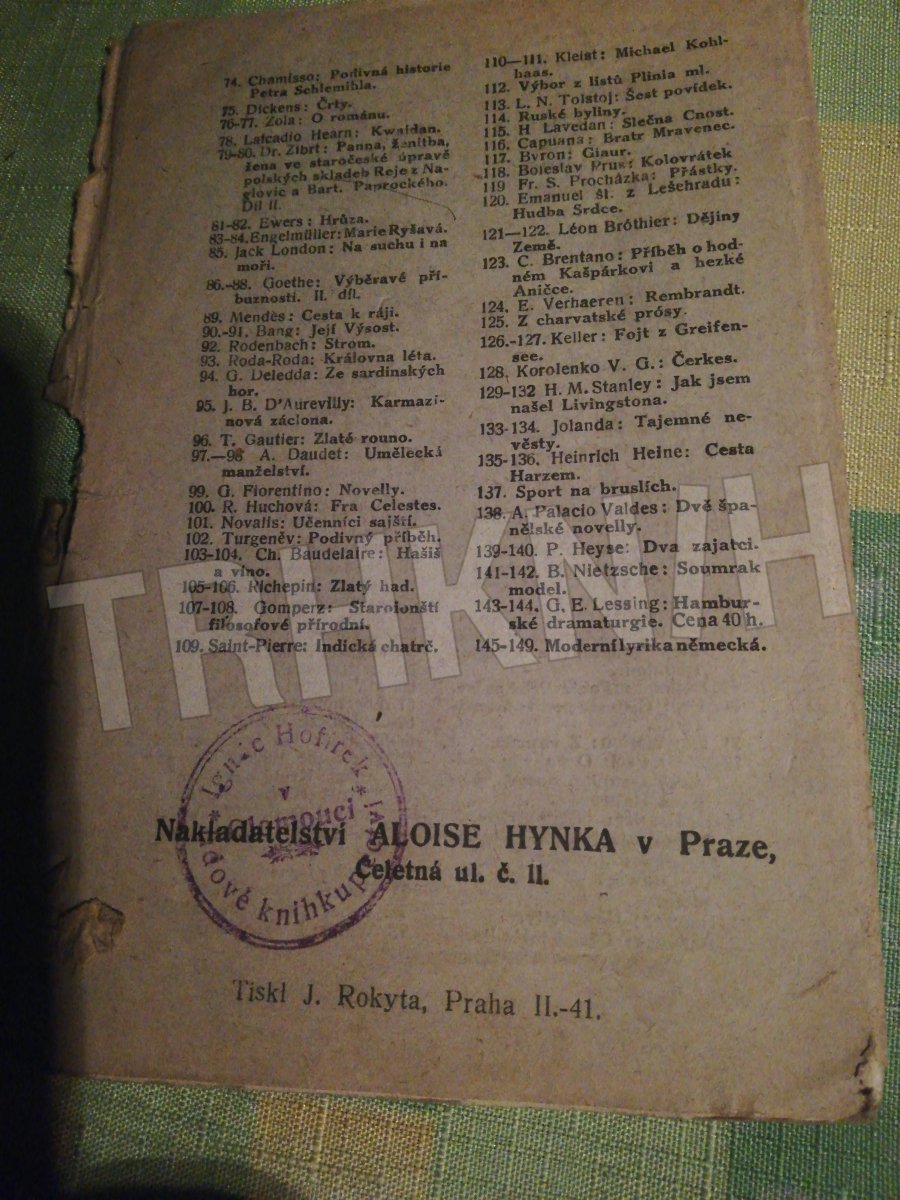 74. Chamisso: Podivná historie
Petra Schlemihla.
75. Dickens: Črty.
76-77. Zola: O románu.
78. Lafcadio Hearn: Kwaidan.
79-80. Dr. Zíbrt: Panna, ženitba,
žena ve staročeské úpravě
polských skladeb Reje z Na-
glovic a Bart. Paprockého.
Díl II.
81-82. Ewers: Hrůza.
83-84. Engelmüller: Marie Ryšavá.
85. Jack London: Na suchu i na
moři.
86.-88. Goethe: Výběravé pří-
buznosti. II. díl.
89. Mendès: Cesta k ráji.
90.-91. Bang: Její Výsost.
92. Rodenbach: Strom.
93. Roda-Roda: Královna léta.
94. G. Deledda: Ze sardinských
hor.
95. J. B. D'Aurevilly: Karmazi-
nová záclona.
96. T. Gautier: Zlaté rouno.
97.—98 A. Daudet: Umělecká
manželství.
99. G. Fiorentino: Novelly.
100. R. Huchová: Fra Celestes.
101. Novalis: Učenníci sajští.
102. Turgeněv: Podivný příběh.
103-104. Ch. Baudelaire: Hašiš
a víno.
105-106. Richepin: Zlatý had.
107-108. Gomperz: Staroionští
filosofové přírodní.
109. Saint-Pierre: Indická chatrč.
110—111. Kleist: Michael Kohl-
haas.
112. Výbor z listů Plinia ml.
113. L. N. Tolstoj: Šest povídek.
114. Ruské byliny.
115. H Lavedan: Slečna Cnost.
116. Capuana: Bratr Mravenec.
117. Byron: Giaur.
118. Boleslav Prus: Kolovrátek
119 Fr. S. Procházka: Přástky.
120. Emanuel šl. z Lešehradu:
Hudba Srdce.
121—122. Léon Bróthier: Dějiny
Země.
123. C. Brentano: Příběh o hod-
ném Kašpárkovi a hezké
Aničce.
124. E. Verhaeren: Rembrandt.
125. Z charvatské prósy.
126.-127. Keller: Fojt z Greifen-
see.
128. Korolenko V. G.: Čerkes.
129-132 H. M. Stanley: Jak jsem
našel Livingstona.
133-134. Jolanda: Tajemné ne-
věsty.
135-136. Heinrich Heine: Cesta
Harzem.
137. Sport na bruslích.
138. A. Palacio Valdes: Dvě špa-
nělské novelly.
139-140. P. Heyse: Dva zajatci.
141-142. B. Nietzsche: Soumrak
model.
143-144. G. E. Lessing: Hambur-
ské dramaturgie. Cena 40 h.
145-149. Moderní lyrika německá.
TRHKNIH
Ignác Hofírek
v
Olomouci
knihkup
Nakladatelství ALOISE HYNKA v Praze,
Celetná ul. č. 11.
Tiskl J. Rokyta, Praha II.-41.